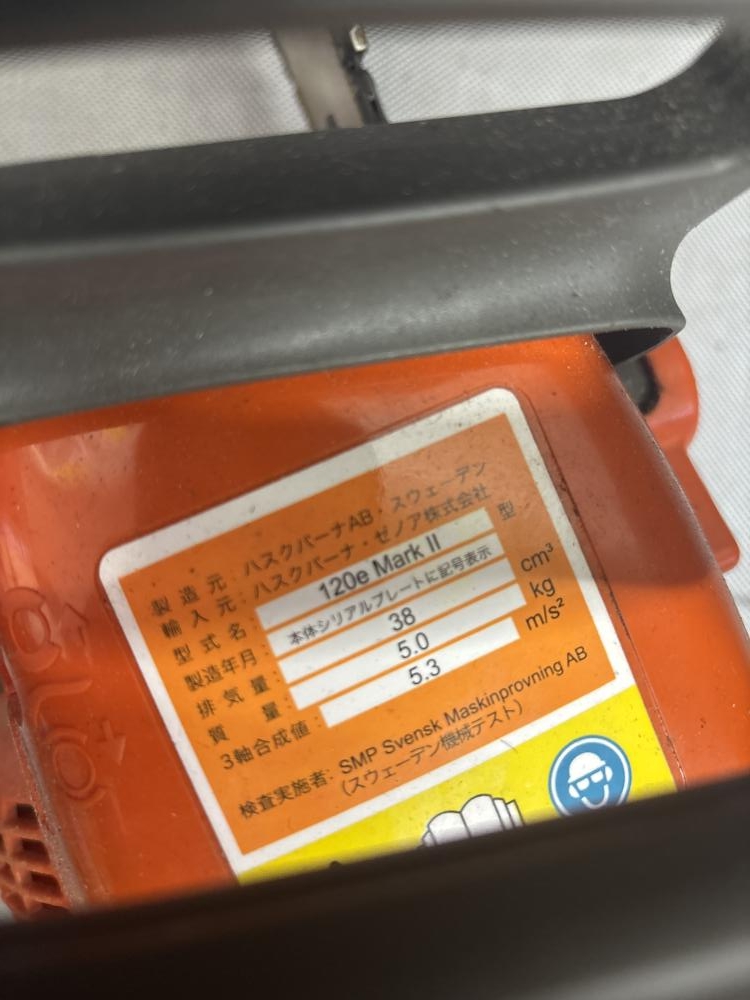 製造元：ハスクバーナAB・スウェーデン
輸入元：ハスクバーナ・ゼノア株式会社
型式名 120e Mark II 型
製造年月 本体シリアルプレートに記号表示
排気量 38 cm³
質量 5.0 kg
3軸合成値 5.3 m/s²
検査実施者：SMP Svensk Maskinprovning AB
(スウェーデン機械テスト)